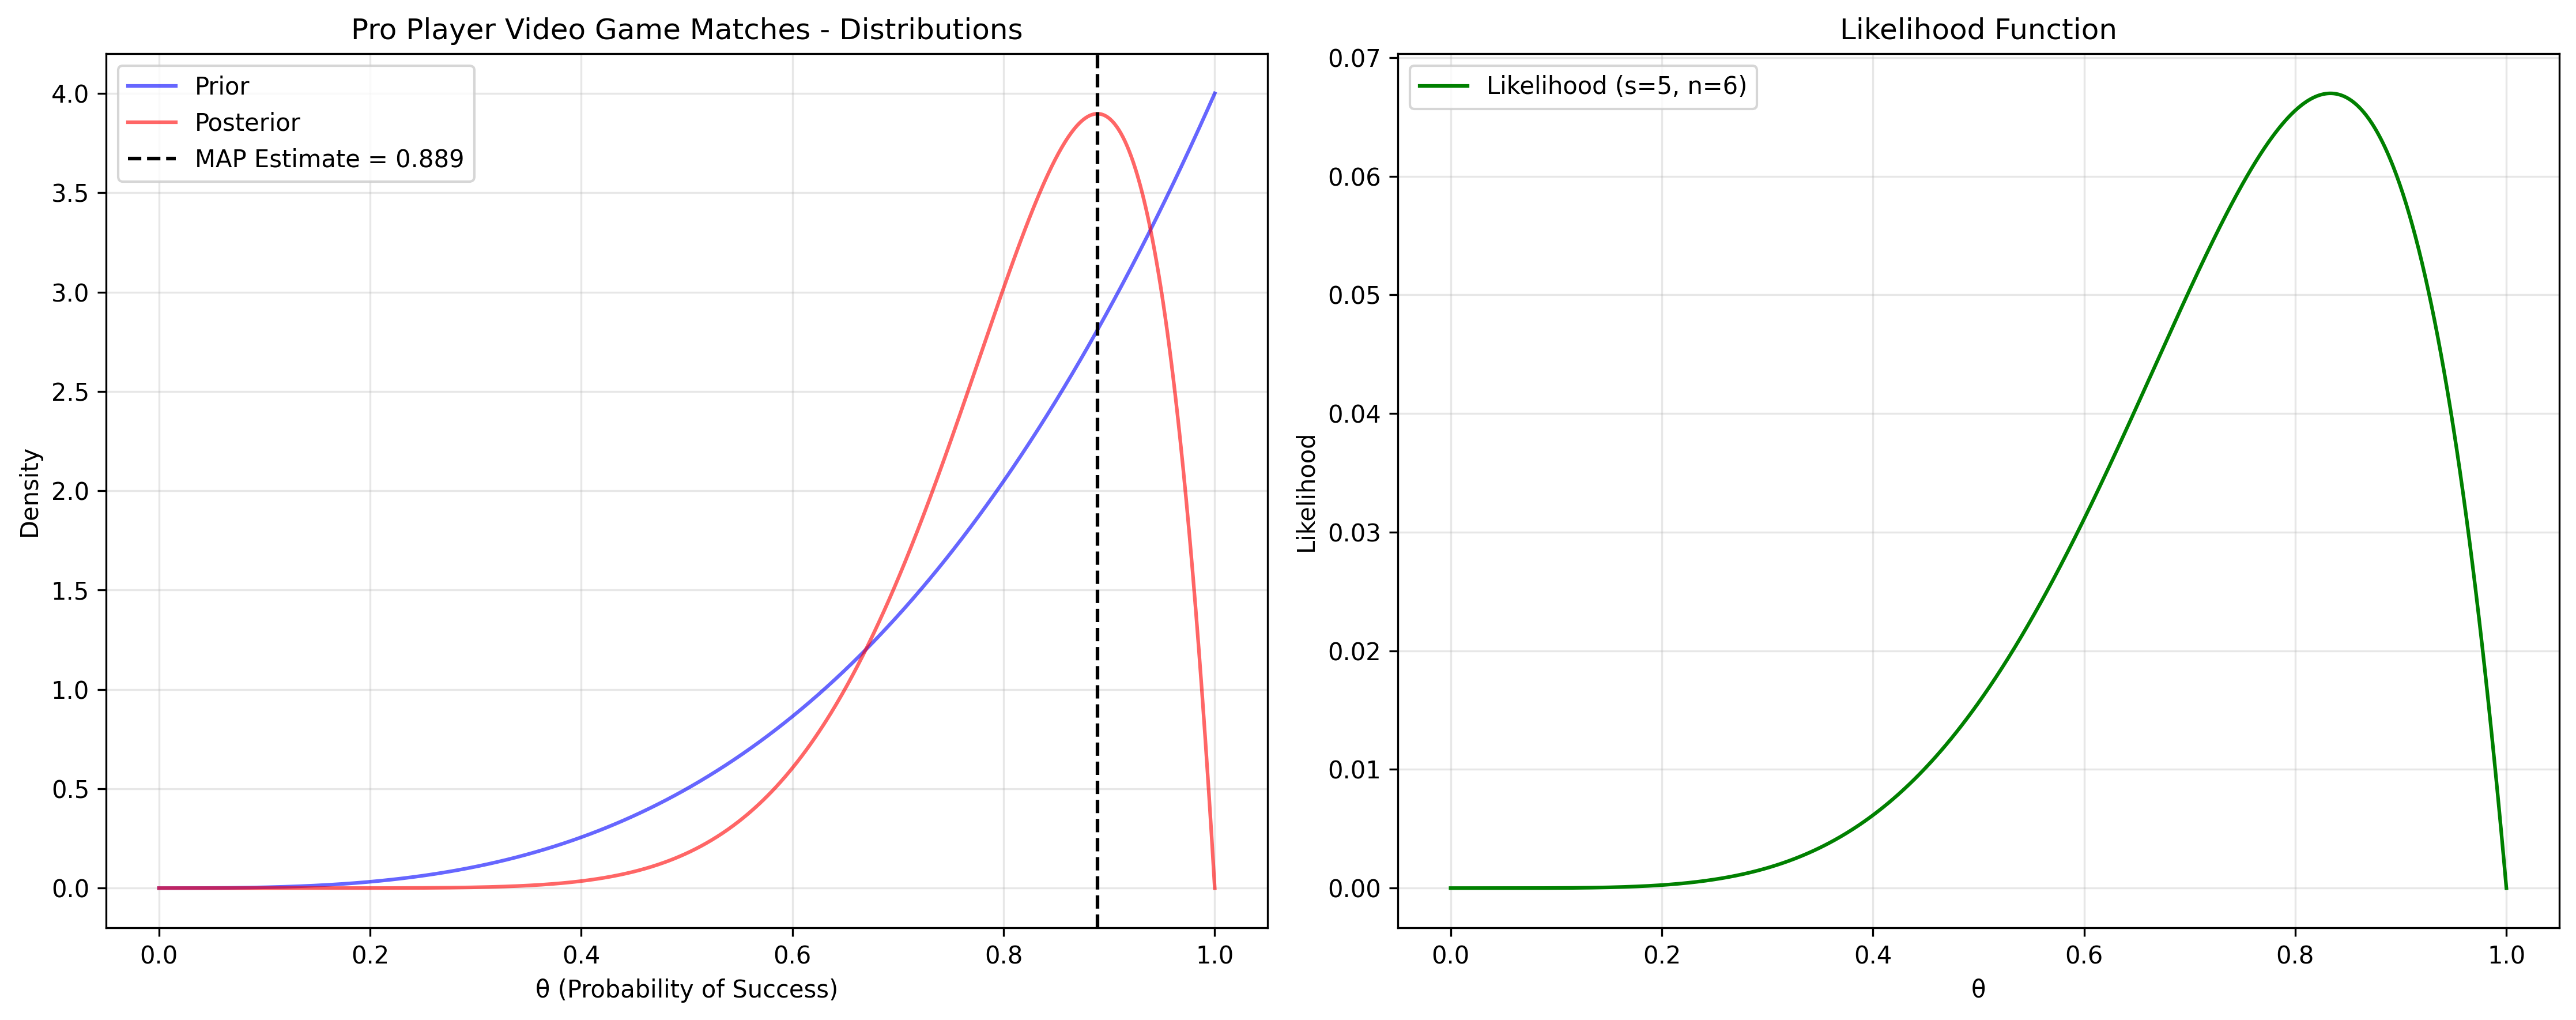 Pro Player Video Game Matches - Distributions
Prior
Posterior
MAP Estimate = 0.889
4.0
3.5
3.0
2.5
2.0
1.5
1.0
0.5
0.0
Density
0.0 0.2 0.4 0.6 0.8 1.0
θ (Probability of Success)
Likelihood Function
Likelihood (s=5, n=6)
0.07
0.06
0.05
0.04
0.03
0.02
0.01
0.00
Likelihood
0.0 0.2 0.4 0.6 0.8 1.0
θ